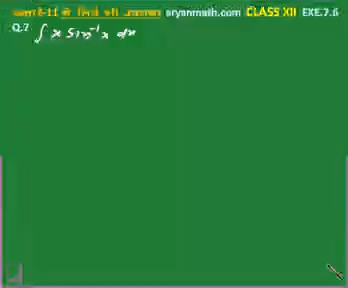 aryanmath.com CLASS XII EXE.7.6
Q.7 ∫ x sin⁻¹x dx